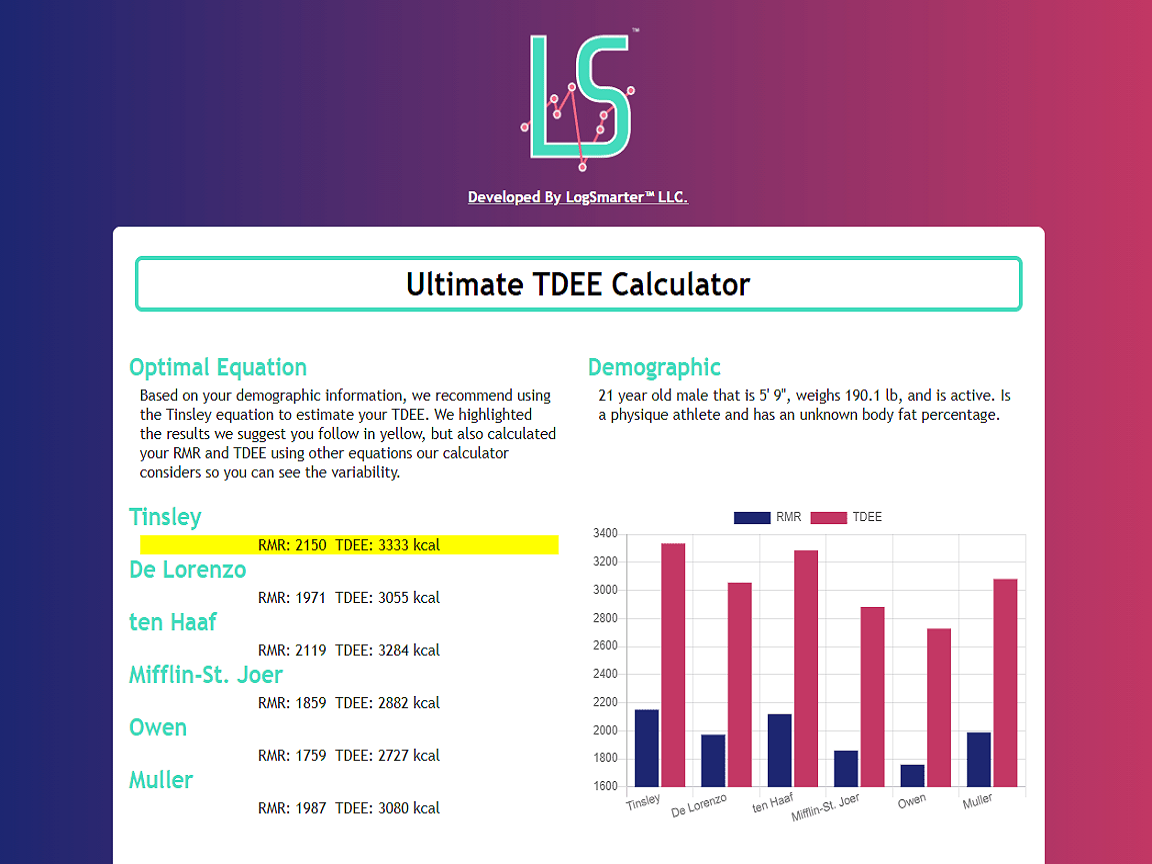 LS™
Developed By LogSmarter™ LLC.
Ultimate TDEE Calculator
Optimal Equation
Based on your demographic information, we recommend using
the Tinsley equation to estimate your TDEE. We highlighted
the results we suggest you follow in yellow, but also calculated
your RMR and TDEE using other equations our calculator
considers so you can see the variability.
Demographic
21 year old male that is 5' 9", weighs 190.1 lb, and is active. Is
a physique athlete and has an unknown body fat percentage.
Tinsley
RMR: 2150 TDEE: 3333 kcal
De Lorenzo
RMR: 1971 TDEE: 3055 kcal
ten Haaf
RMR: 2119 TDEE: 3284 kcal
Mifflin-St. Joer
RMR: 1859 TDEE: 2882 kcal
Owen
RMR: 1759 TDEE: 2727 kcal
Muller
RMR: 1987 TDEE: 3080 kcal
RMR TDEE
3400
3200
3000
2800
2600
2400
2200
2000
1800
1600
Tinsley De Lorenzo ten Haaf Mifflin-St. Joer Owen Muller